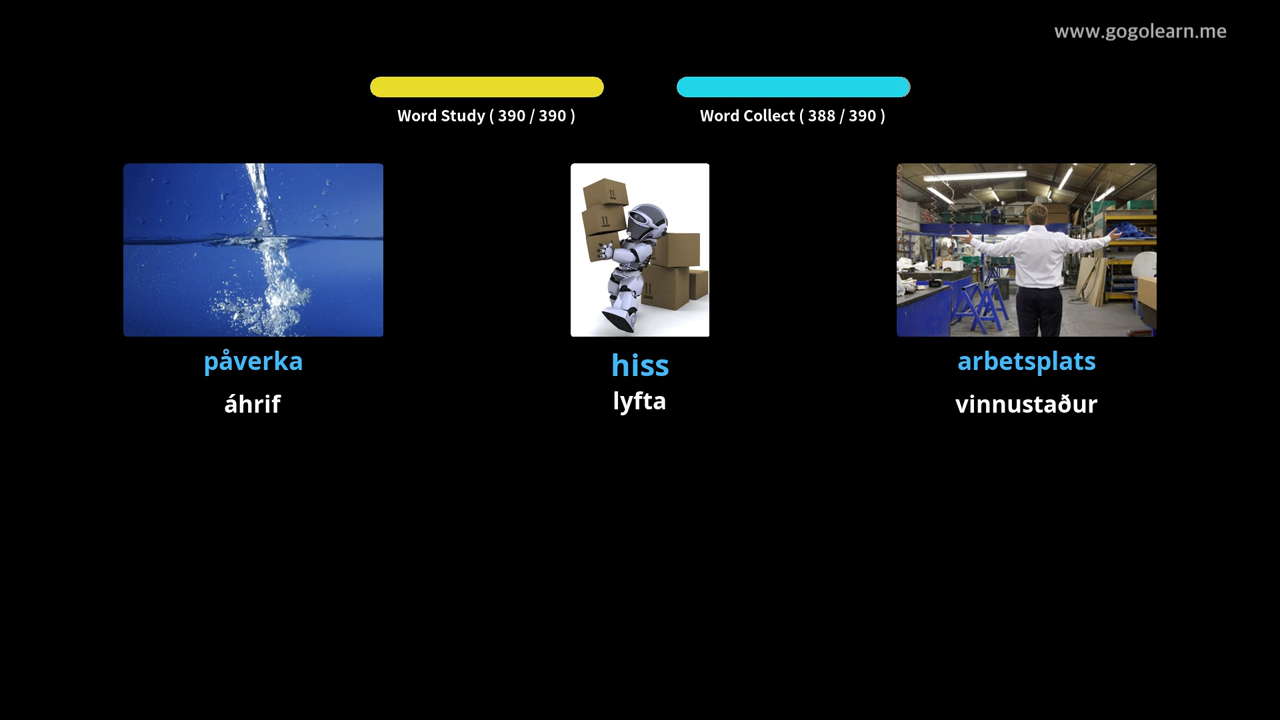 www.gogolearn.me
Word Study ( 390 / 390 )
Word Collect ( 388 / 390 )
påverka
hiss
arbetsplats
áhrif
lyfta
vinnustaður